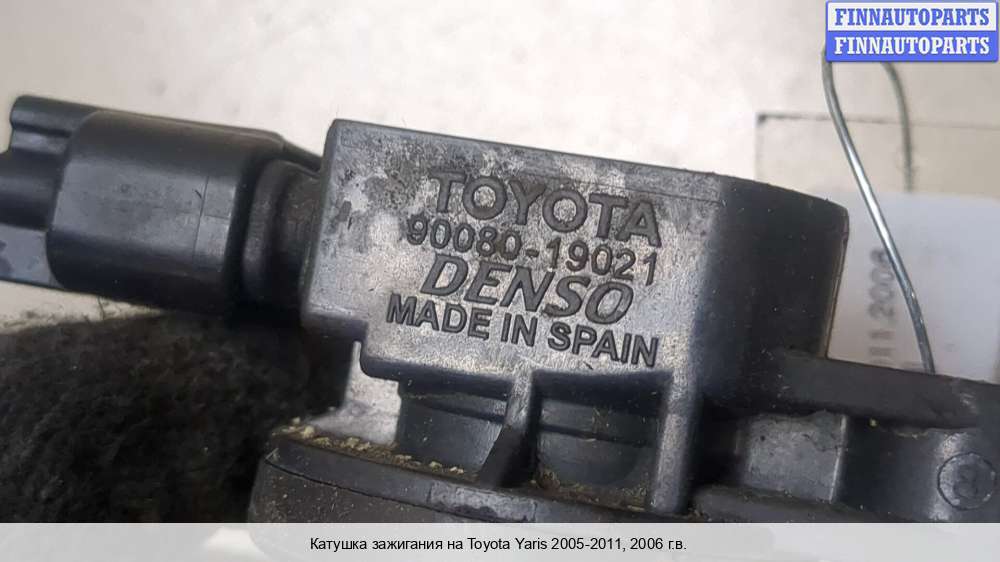 FINNAUTOPARTS
FINNAUTOPARTS
TOYOTA
90080-19021
DENSO
MADE IN SPAIN
Катушка зажигания на Toyota Yaris 2005-2011, 2006 г.в.